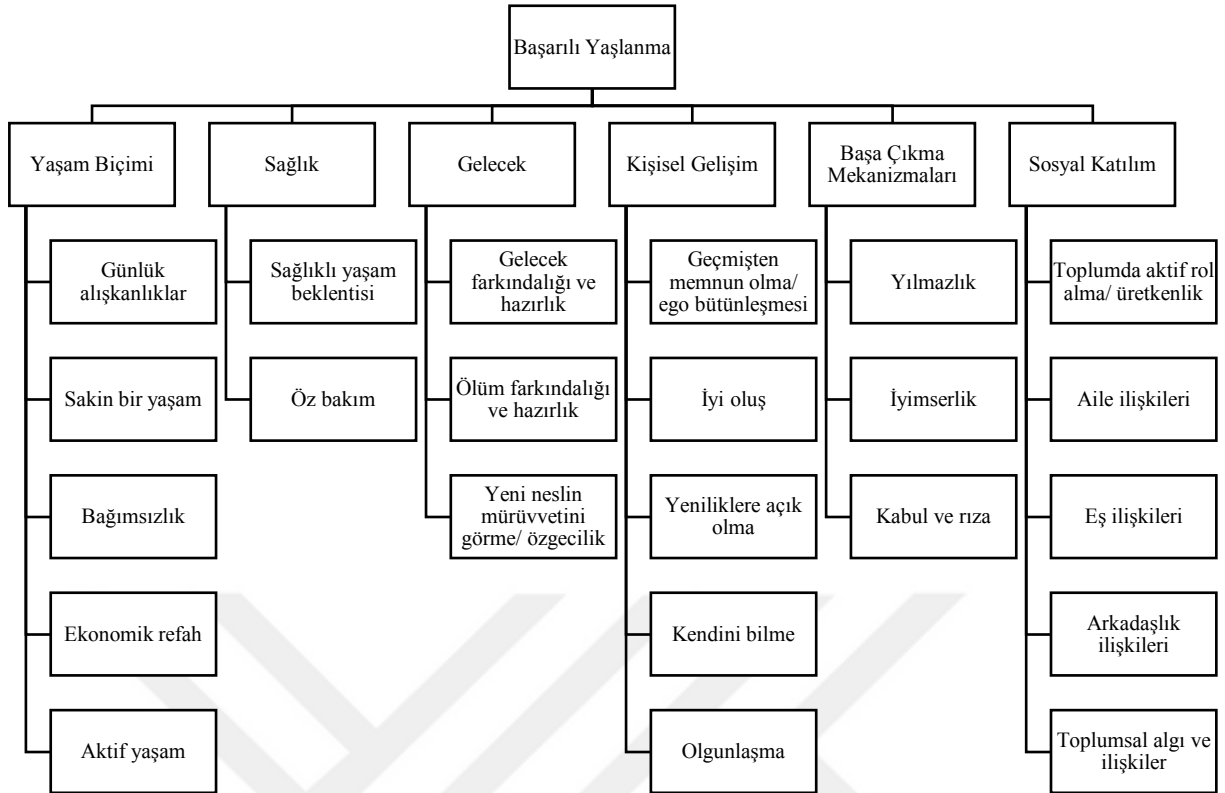 Başarılı Yaşlanma
Yaşam Biçimi
Günlük
alışkanlıklar
Sakin bir yaşam
Bağımsızlık
Ekonomik refah
Aktif yaşam
Sağlık
Sağlıklı yaşam
beklentisi
Öz bakım
Gelecek
Gelecek
farkındalığı ve
hazırlık
Ölüm farkındalığı
ve hazırlık
Yeni neslin
mürüvvetini
görme/ özgecilik
Kişisel Gelişim
Geçmişten
memnun olma/
ego bütünleşmesi
İyi oluş
Yeniliklere açık
olma
Kendini bilme
Olgunlaşma
Başa Çıkma
Mekanizmaları
Yılmazlık
İyimserlik
Kabul ve rıza
Sosyal Katılım
Toplumda aktif rol
alma/ üretkenlik
Aile ilişkileri
Eş ilişkileri
Arkadaşlık
ilişkileri
Toplumsal algı ve
ilişkiler